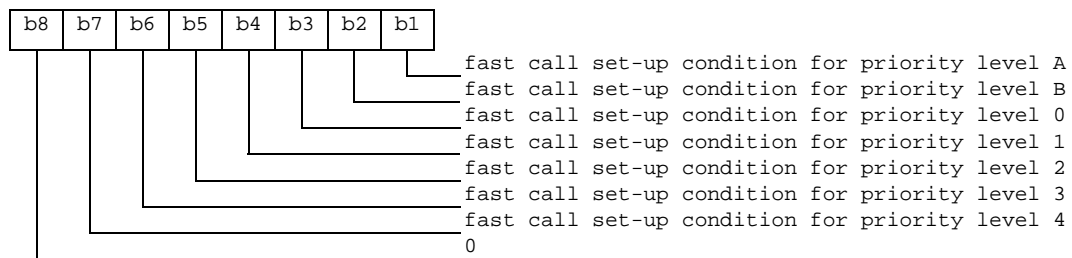 b8 b7 b6 b5 b4 b3 b2 b1
fast call set-up condition for priority level A
fast call set-up condition for priority level B
fast call set-up condition for priority level 0
fast call set-up condition for priority level 1
fast call set-up condition for priority level 2
fast call set-up condition for priority level 3
fast call set-up condition for priority level 4
0